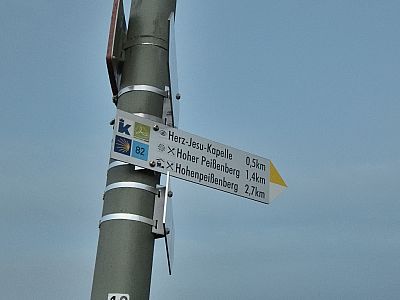 K
82
Herz-Jesu-Kapelle 0,5km
Hoher Peißenberg 1,4km
Hohenpeißenberg 2,7km